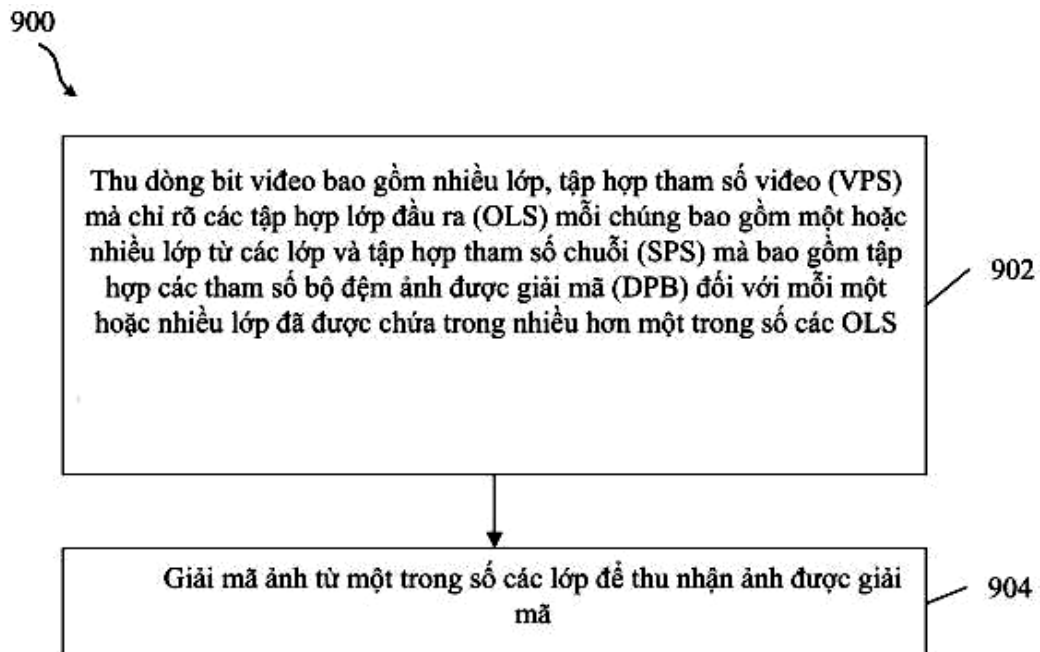 900
Thu dòng bit viđeo bao gồm nhiều lớp, tập hợp tham số viđeo (VPS)
mà chỉ rõ các tập hợp lớp đầu ra (OLS) mỗi chúng bao gồm một hoặc
nhiều lớp từ các lớp và tập hợp tham số chuỗi (SPS) mà bao gồm tập
hợp các tham số bộ đệm ảnh được giải mã (DPB) đối với mỗi một
hoặc nhiều lớp đã được chứa trong nhiều hơn một trong số các OLS
902
Giải mã ảnh từ một trong số các lớp để thu nhận ảnh được giải
mã
904